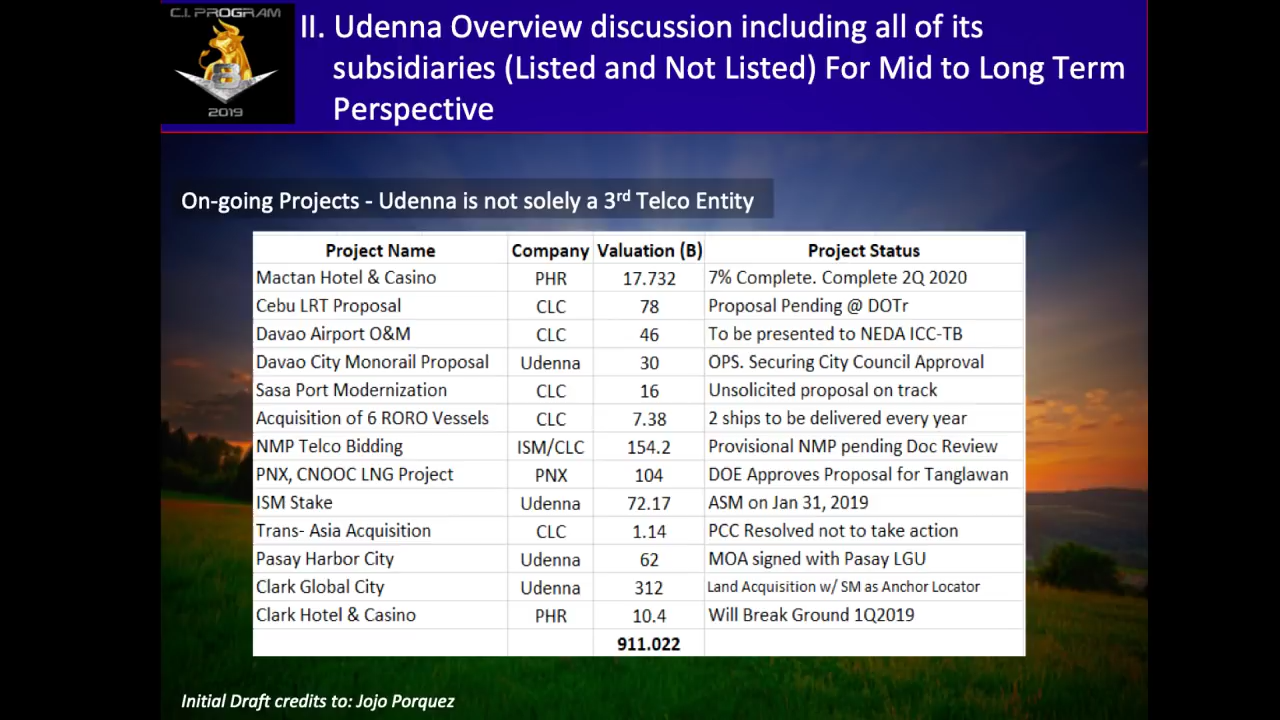 C.I. PROGRAM
8
2019
II. Udenna Overview discussion including all of its
subsidiaries (Listed and Not Listed) For Mid to Long Term
Perspective
On-going Projects - Udenna is not solely a 3rd Telco Entity
Project Name Company Valuation (B) Project Status
Mactan Hotel & Casino PHR 17.732 7% Complete. Complete 2Q 2020
Cebu LRT Proposal CLC 78 Proposal Pending @ DOTr
Davao Airport O&M CLC 46 To be presented to NEDA ICC-TB
Davao City Monorail Proposal Udenna 30 OPS. Securing City Council Approval
Sasa Port Modernization CLC 16 Unsolicited proposal on track
Acquisition of 6 RORO Vessels CLC 7.38 2 ships to be delivered every year
NMP Telco Bidding ISM/CLC 154.2 Provisional NMP pending Doc Review
PNX, CNOOC LNG Project PNX 104 DOE Approves Proposal for Tanglawan
ISM Stake Udenna 72.17 ASM on Jan 31, 2019
Trans- Asia Acquisition CLC 1.14 PCC Resolved not to take action
Pasay Harbor City Udenna 62 MOA signed with Pasay LGU
Clark Global City Udenna 312 Land Acquisition w/ SM as Anchor Locator
Clark Hotel & Casino PHR 10.4 Will Break Ground 1Q2019
911.022
Initial Draft credits to: Jojo Porquez